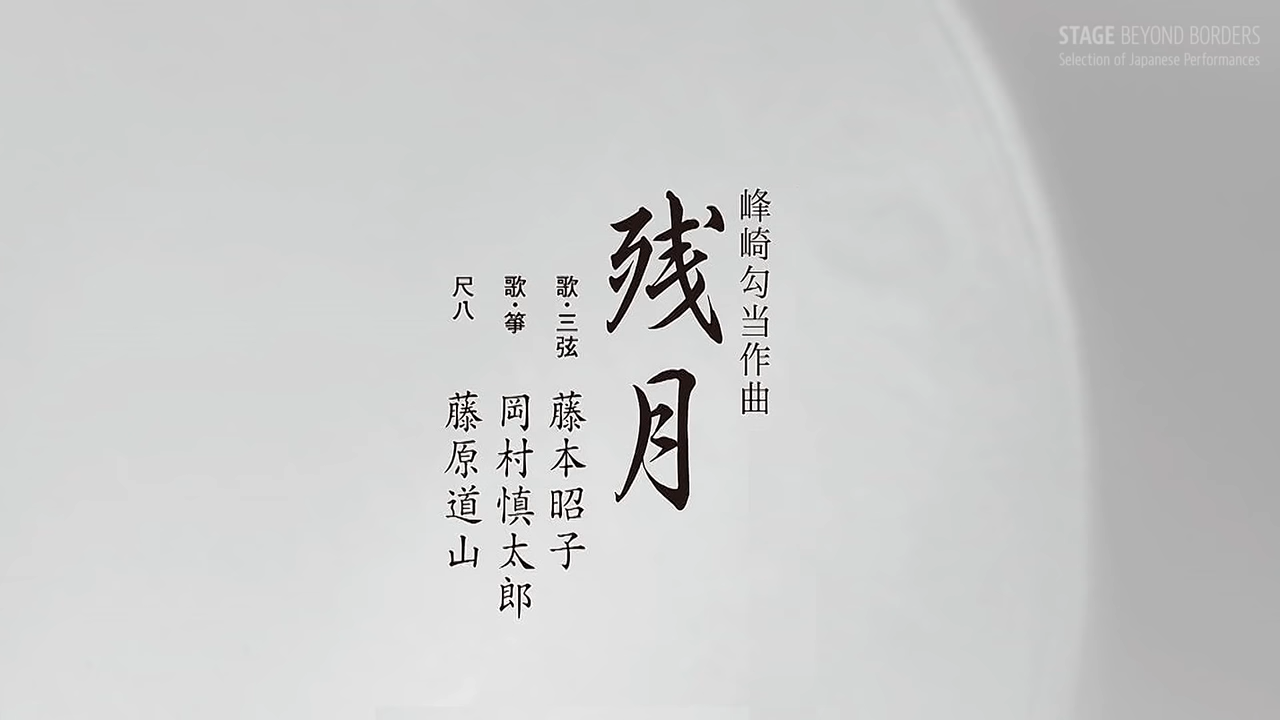 STAGE BEYOND BORDERS
Selection of Japanese Performances
峰崎勾当作曲
残月
歌・三弦 藤本昭子
歌・箏 岡村慎太郎
尺八 藤原道山